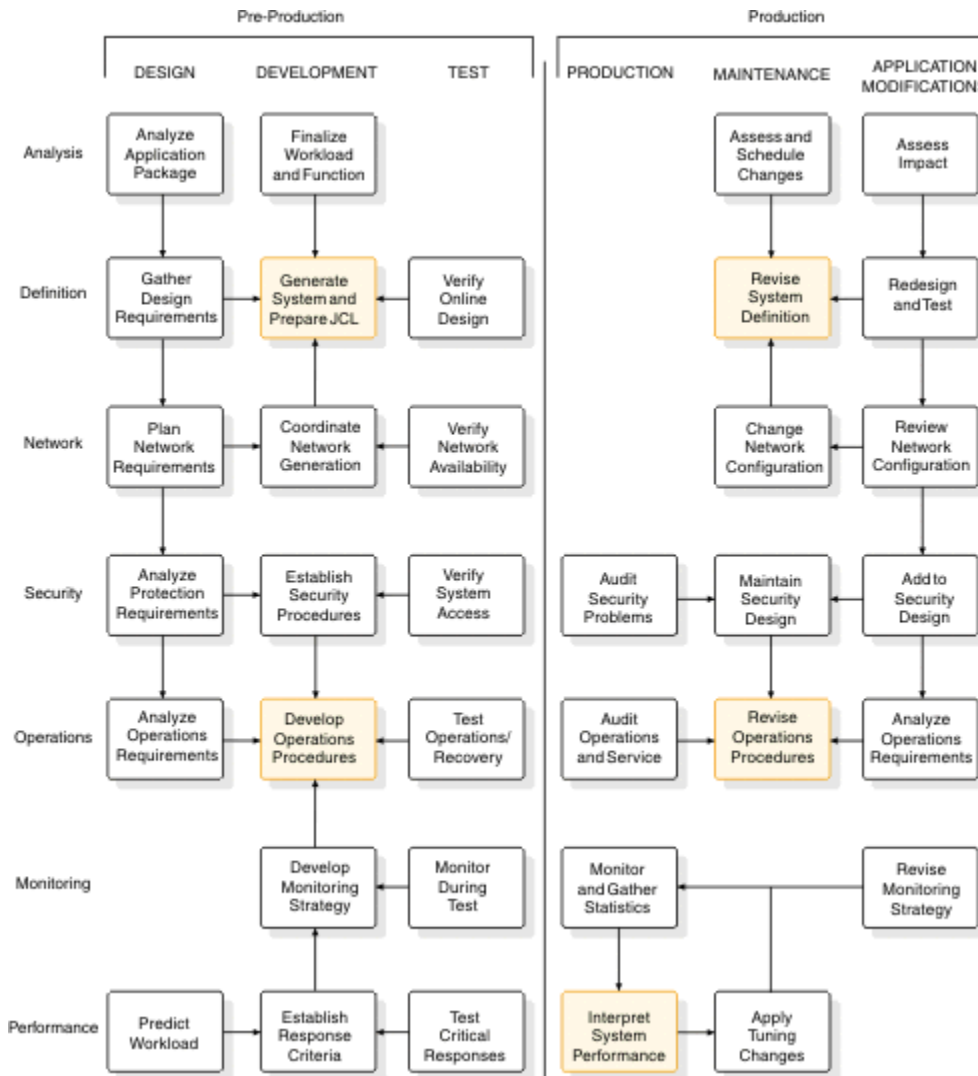 Pre-Production
Production
DESIGN
DEVELOPMENT
TEST
PRODUCTION
MAINTENANCE
APPLICATION
MODIFICATION
Analysis
Analyze
Application
Package
Finalize
Workload
and Function
Assess and
Schedule
Changes
Assess
Impact
Definition
Gather
Design
Requirements
Generate
System and
Prepare JCL
Verify
Online
Design
Revise
System
Definition
Redesign
and Test
Network
Plan
Network
Requirements
Coordinate
Network
Generation
Verify
Network
Availability
Change
Network
Configuration
Review
Network
Configuration
Security
Analyze
Protection
Requirements
Establish
Security
Procedures
Verify
System
Access
Audit
Security
Problems
Maintain
Security
Design
Add to
Security
Design
Operations
Analyze
Operations
Requirements
Develop
Operations
Procedures
Test
Operations/
Recovery
Audit
Operations
and Service
Revise
Operations
Procedures
Analyze
Operations
Requirements
Monitoring
Develop
Monitoring
Strategy
Monitor
During
Test
Monitor
and Gather
Statistics
Revise
Monitoring
Strategy
Performance
Predict
Workload
Establish
Response
Criteria
Test
Critical
Responses
Interpret
System
Performance
Apply
Tuning
Changes